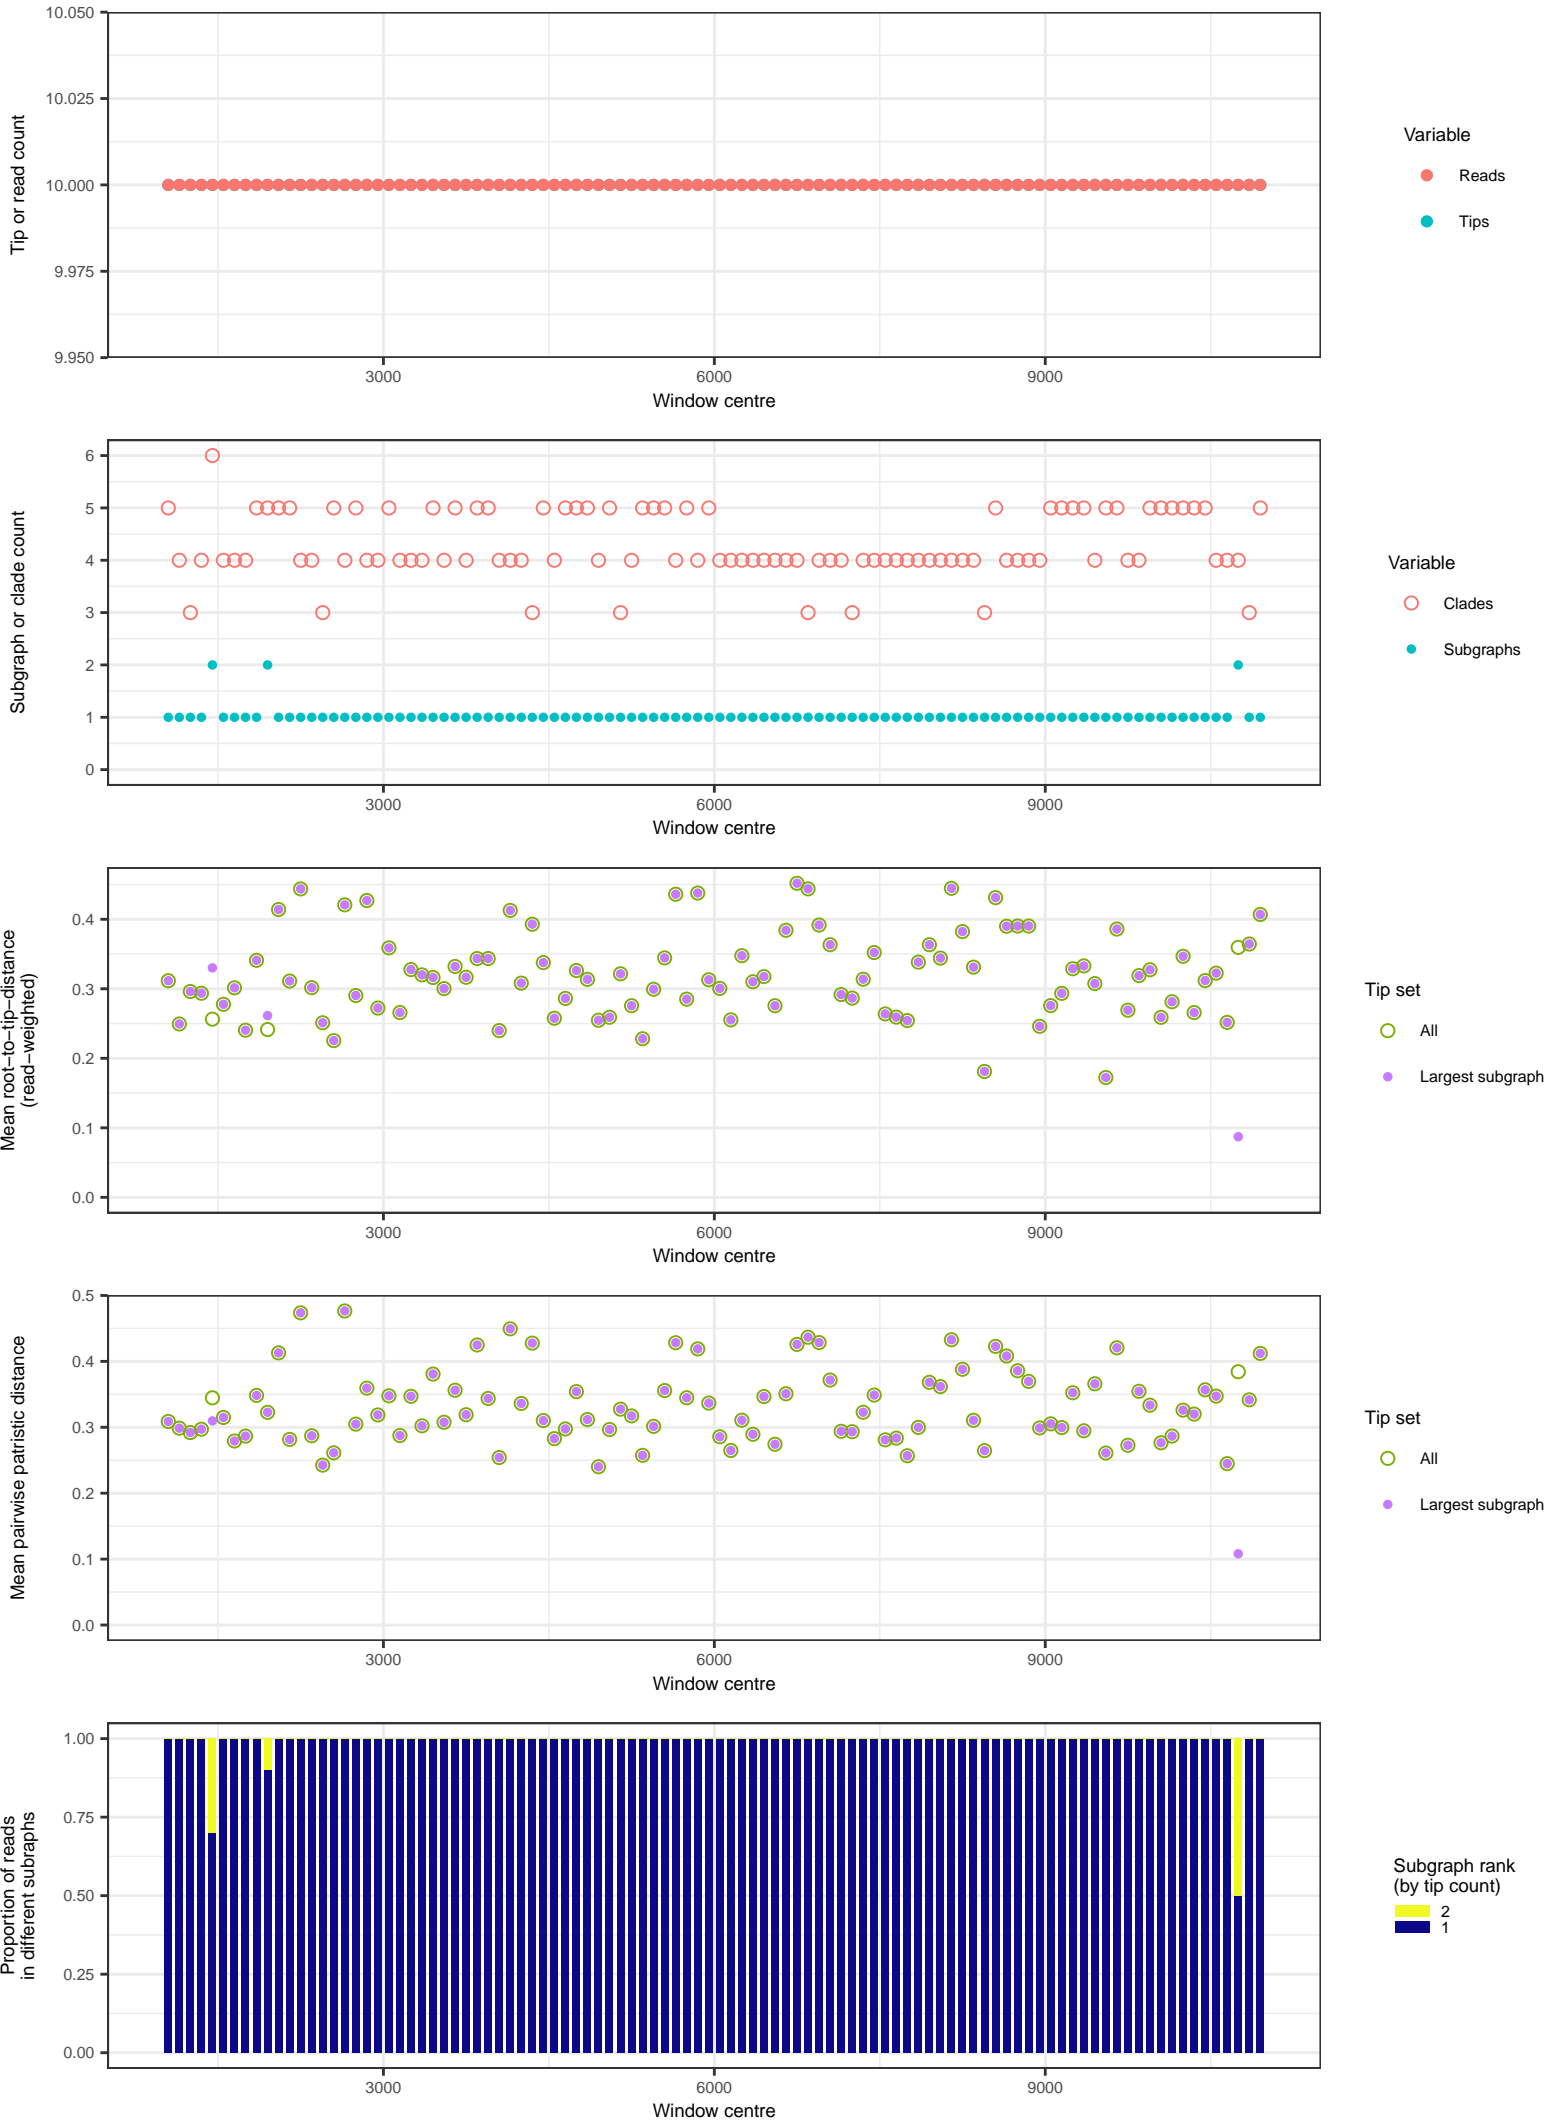 10.050
10.025
10.000
9.975
9.950
Tip or read count
3000 6000 9000
Window centre
Variable
Reads
Tips
6
5
4
3
2
1
0
Subgraph or clade count
3000 6000 9000
Window centre
Variable
Clades
Subgraphs
0.4
0.3
0.2
0.1
0.0
Mean root−to−tip−distance
(read−weighted)
3000 6000 9000
Window centre
Tip set
All
Largest subgraph
0.5
0.4
0.3
0.2
0.1
0.0
Mean pairwise patristic distance
3000 6000 9000
Window centre
Tip set
All
Largest subgraph
1.00
0.75
0.50
0.25
0.00
Proportion of reads
in different subraphs
3000 6000 9000
Window centre
Subgraph rank
(by tip count)
2
1